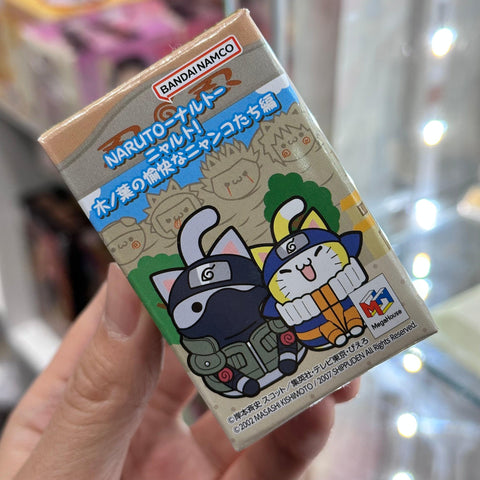 BANDAI NAMCO
NARUTO-ナルト-
ニャルト!
木ノ葉の愉快なニャンコたち編
MegaHouse
©岸本斉史 スコット/集英社・テレビ東京・ぴえろ
©2002 MASASHI KISHIMOTO / 2007 SHIPPUDEN All Rights Reserved.